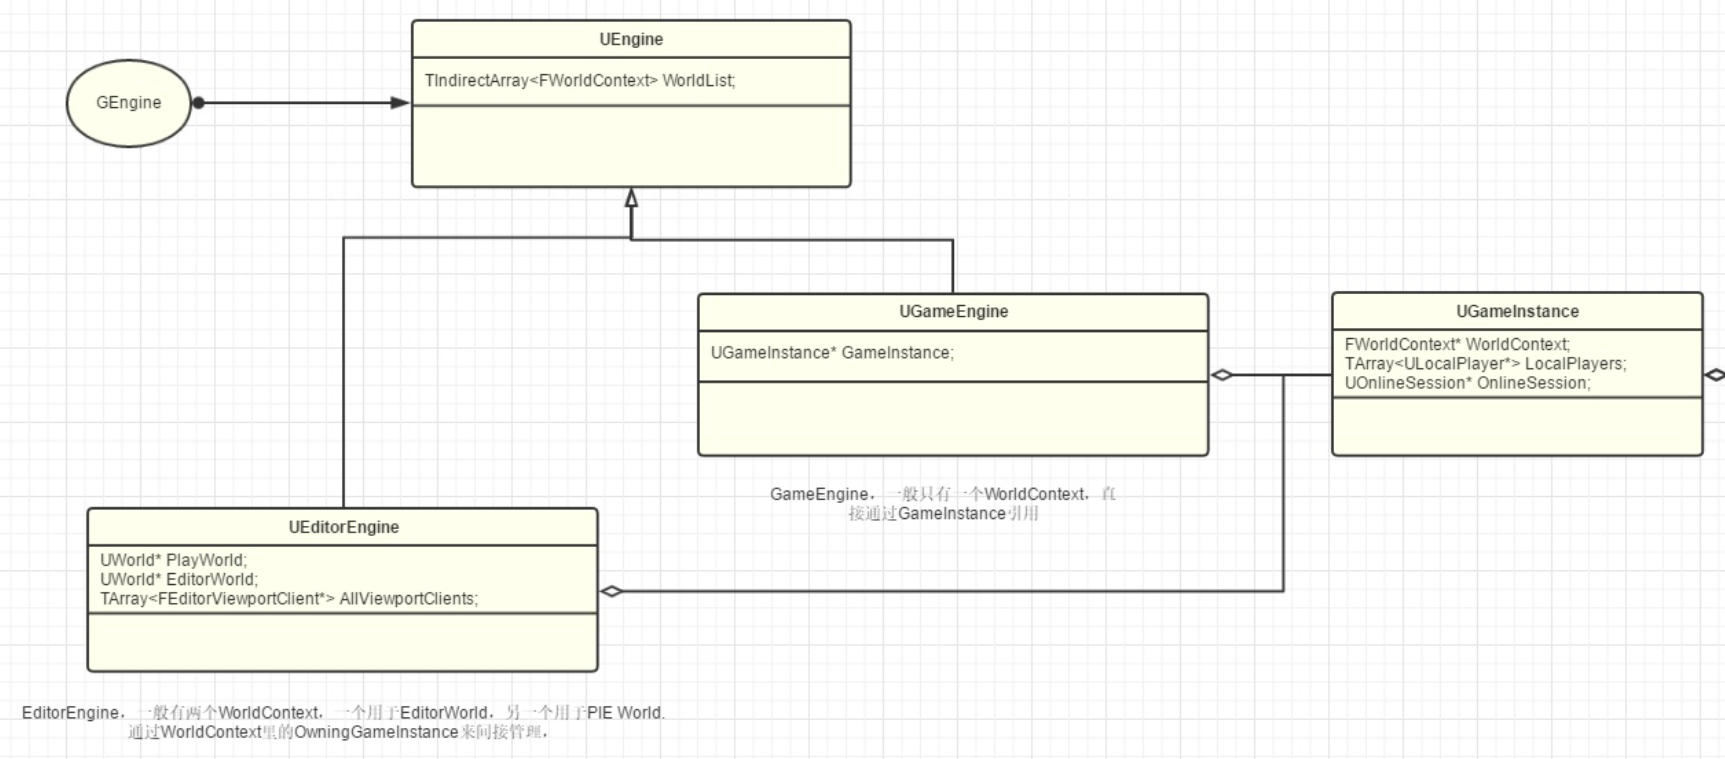 UEngine
TIndirectArray<FWorldContext> WorldList;
GEngine
UGameEngine
UGameInstance* GameInstance;
UGameInstance
FWorldContext* WorldContext;
TArray<ULocalPlayer*> LocalPlayers;
UOnlineSession* OnlineSession;
GameEngine，一般只有一个WorldContext，直
接通过GameInstance引用
UEditorEngine
UWorld* PlayWorld;
UWorld* EditorWorld;
TArray<FEditorViewportClient*> AllViewportClients;
EditorEngine，一般有两个WorldContext，一个用于EditorWorld，另一个用于PIE World.
通过WorldContext里的OwningGameInstance来间接管理，